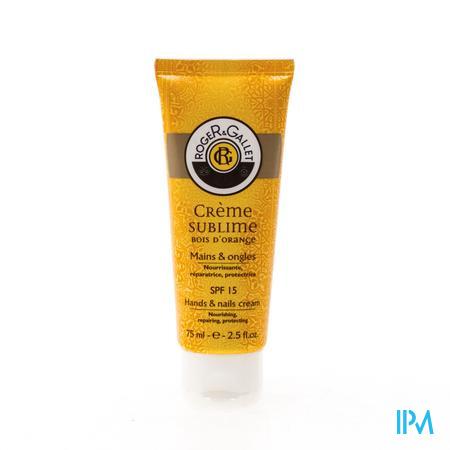 ROGER & GALLET
RG
CRÈME
SUBLIME
BOIS D'ORANGE
Mains & ongles
Nourrissante,
réparatrice, protectrice
SPF 15
Hands & nails cream
Nourishing,
repairing, protecting
75 ml - e - 2.5 fl.oz.
IPM